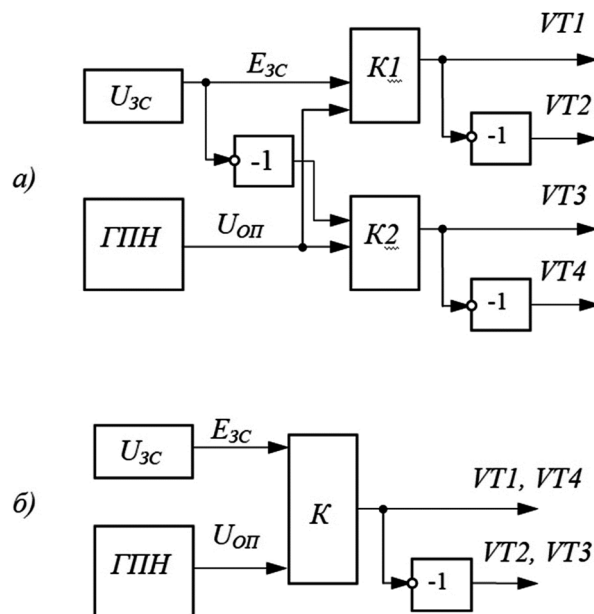 VT1
E_ЗС
K1
U_ЗС
VT2
-1
-1
а)
VT3
ГПН
U_ОП
K2
VT4
-1
E_ЗС
U_ЗС
VT1, VT4
б)
K
U_ОП
VT2, VT3
ГПН
-1